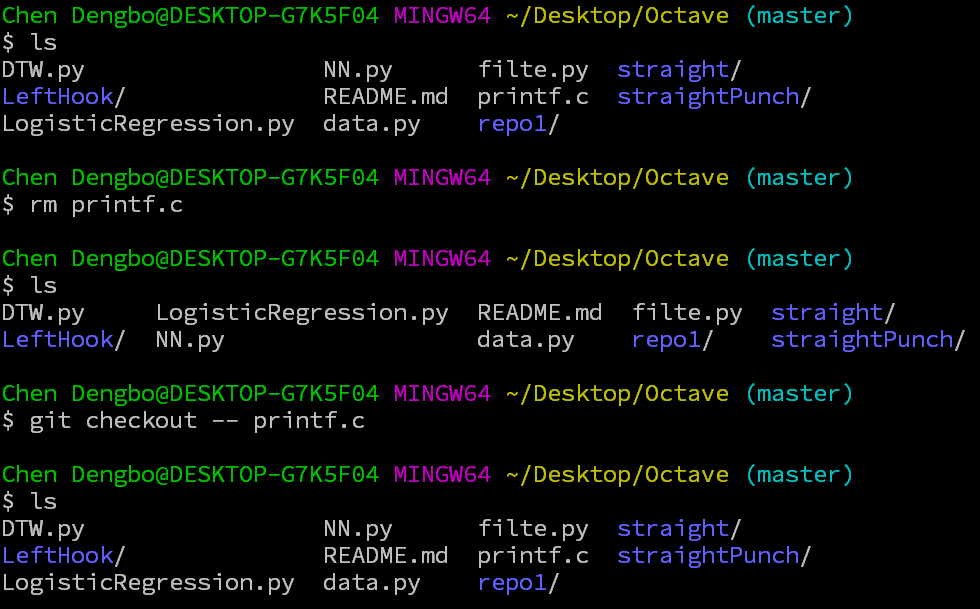 Chen Dengbo@DESKTOP-G7K5F04 MINGW64 ~/Desktop/Octave (master)
$ ls
DTW.py                 NN.py      filte.py  straight/
LeftHook/              README.md  printf.c  straightPunch/
LogisticRegression.py  data.py    repo1/

Chen Dengbo@DESKTOP-G7K5F04 MINGW64 ~/Desktop/Octave (master)
$ rm printf.c

Chen Dengbo@DESKTOP-G7K5F04 MINGW64 ~/Desktop/Octave (master)
$ ls
DTW.py     LogisticRegression.py  README.md  filte.py  straight/
LeftHook/  NN.py                  data.py    repo1/    straightPunch/

Chen Dengbo@DESKTOP-G7K5F04 MINGW64 ~/Desktop/Octave (master)
$ git checkout -- printf.c

Chen Dengbo@DESKTOP-G7K5F04 MINGW64 ~/Desktop/Octave (master)
$ ls
DTW.py                 NN.py      filte.py  straight/
LeftHook/              README.md  printf.c  straightPunch/
LogisticRegression.py  data.py    repo1/